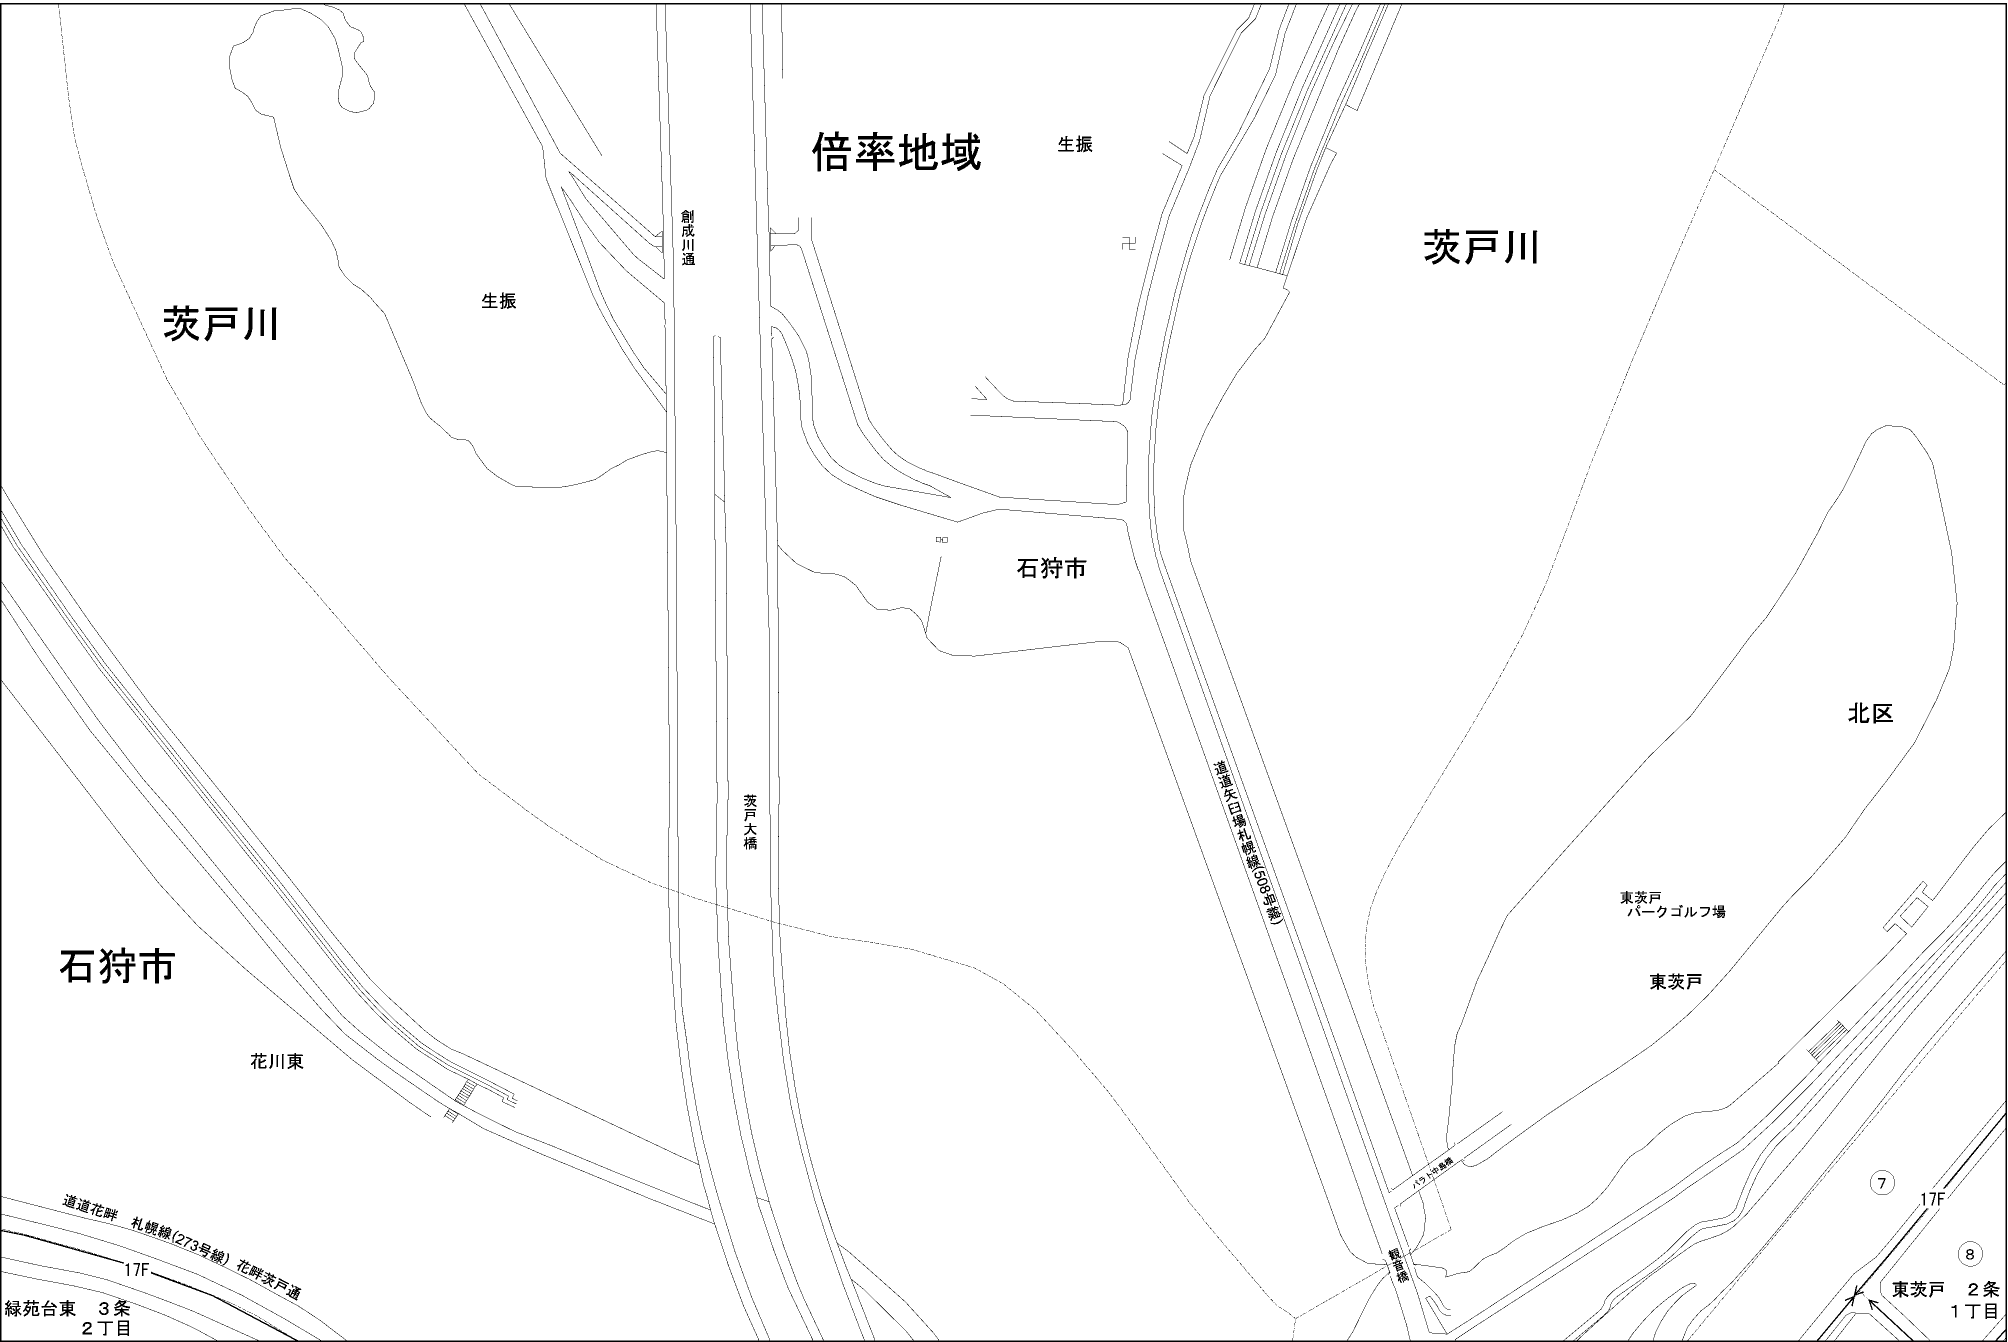 倍率地域
生振
創成川通
茨戸川
茨戸川
生振
石狩市
北区
道道矢臼場札幌線(508号線)
茨戸大橋
東茨戸
パークゴルフ場
東茨戸
石狩市
花川東
バラト中島橋
⑦
17F
道道花畔 札幌線(273号線) 花畔茨戸通
観音橋
⑧
17F
東茨戸 2条
1丁目
緑苑台東 3条
2丁目